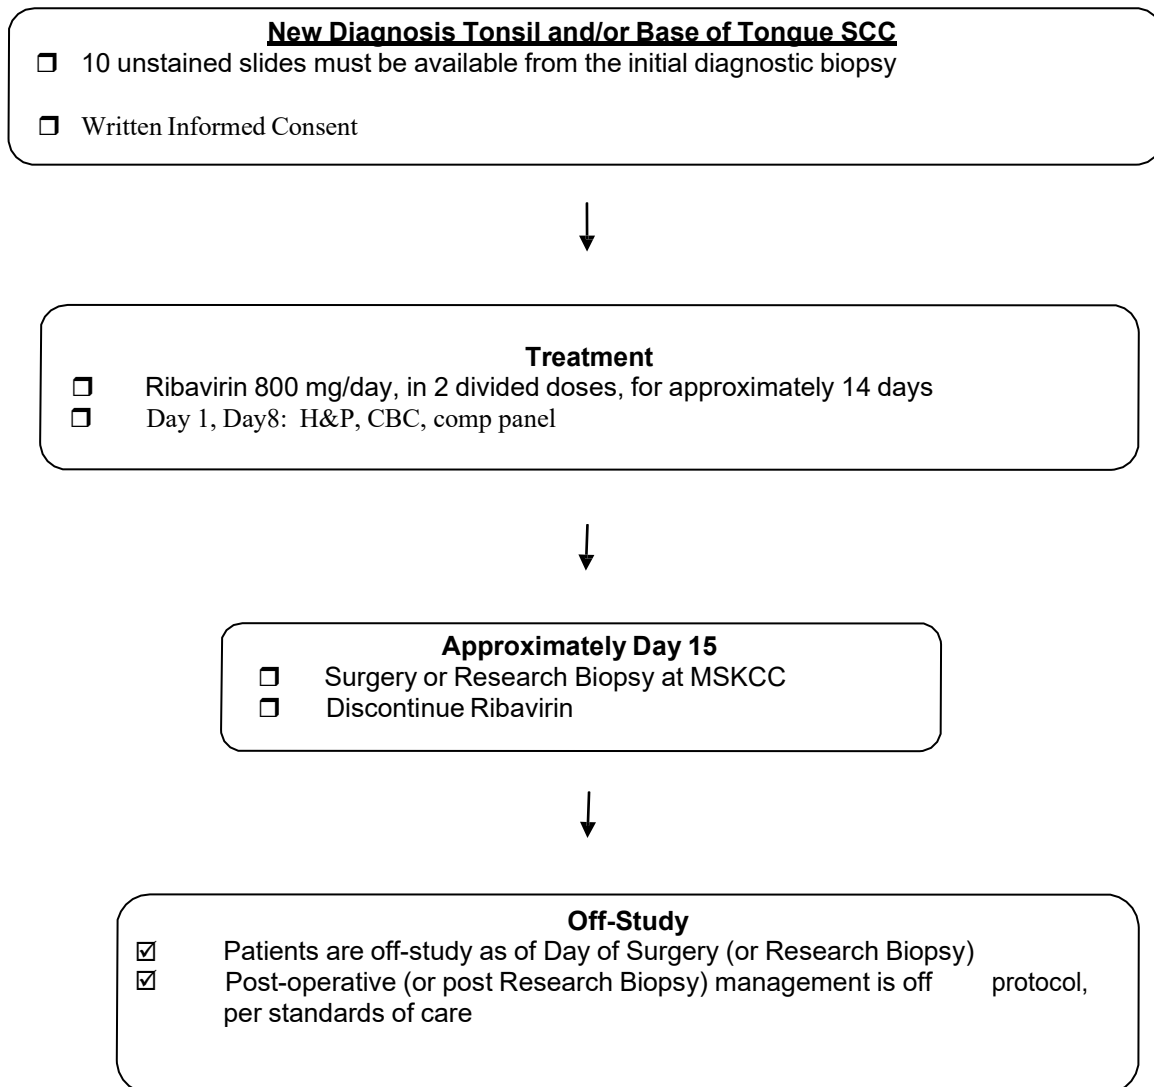 New Diagnosis Tonsil and/or Base of Tongue SCC
☐ 10 unstained slides must be available from the initial diagnostic biopsy
☐ Written Informed Consent
Treatment
☐ Ribavirin 800 mg/day, in 2 divided doses, for approximately 14 days
☐ Day 1, Day8: H&P, CBC, comp panel
Approximately Day 15
☐ Surgery or Research Biopsy at MSKCC
☐ Discontinue Ribavirin
Off-Study
☑ Patients are off-study as of Day of Surgery (or Research Biopsy)
☑ Post-operative (or post Research Biopsy) management is off protocol,
per standards of care